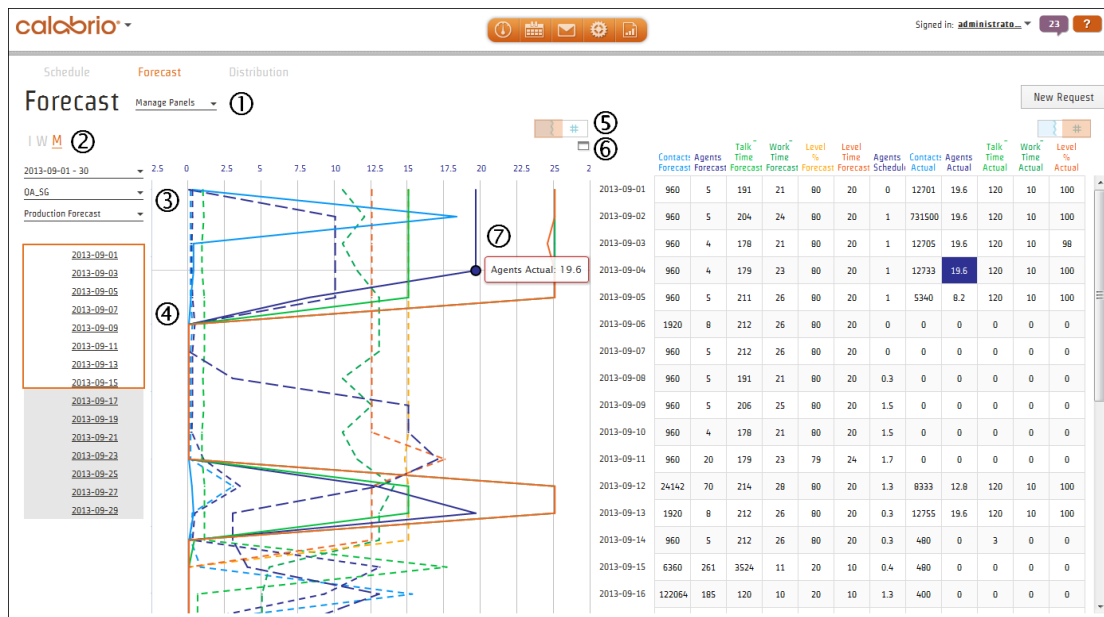 calabrio
Signed in: administrato... 23 ?
Schedule Forecast Distribution
Forecast Manage Panels ① New Request
I W M ② ⑤ #  #
⑥
2013-09-01 - 30
QA_SG ③
Production Forecast
2.5 0 2.5 5 7.5 10 12.5 15 17.5 20 22.5 25
Contacts Forecast Agents Forecast Talk Time Forecast Work Time Forecast Level % Forecast Level Time Forecast Agents Schedule Contacts Actual Agents Actual Talk Time Actual Work Time Actual Level % Actual
2013-09-01
2013-09-03
2013-09-05
2013-09-07
2013-09-09
2013-09-11
2013-09-13
2013-09-15
2013-09-17
2013-09-19
2013-09-21
2013-09-23
2013-09-25
2013-09-27
2013-09-29
④
⑦
Agents Actual: 19.6
2013-09-01 960 5 191 21 80 20 0 12701 19.6 120 10 100
2013-09-02 960 5 204 24 80 20 1 731500 19.6 120 10 100
2013-09-03 960 4 178 21 80 20 1 12705 19.6 120 10 98
2013-09-04 960 4 179 23 80 20 1 12733 19.6 120 10 100
2013-09-05 960 5 211 26 80 20 1 5340 8.2 120 10 100
2013-09-06 1920 8 212 26 80 20 0 0 0 0 0 0
2013-09-07 960 5 212 26 80 20 0 0 0 0 0 0
2013-09-08 960 5 191 21 80 20 0.3 0 0 0 0 0
2013-09-09 960 5 206 25 80 20 1.5 0 0 0 0 0
2013-09-10 960 4 178 21 80 20 1.5 0 0 0 0 0
2013-09-11 960 20 179 23 79 24 1.7 0 0 0 0 0
2013-09-12 24142 70 214 28 80 20 1.3 8333 12.8 120 10 100
2013-09-13 1920 8 212 26 80 20 0.3 12755 19.6 120 10 100
2013-09-14 960 5 212 26 80 20 0.3 480 0 3 0 0
2013-09-15 6360 261 3524 11 20 10 0.4 480 0 0 0 0
2013-09-16 122064 185 120 10 20 10 1.3 400 0 0 0 0